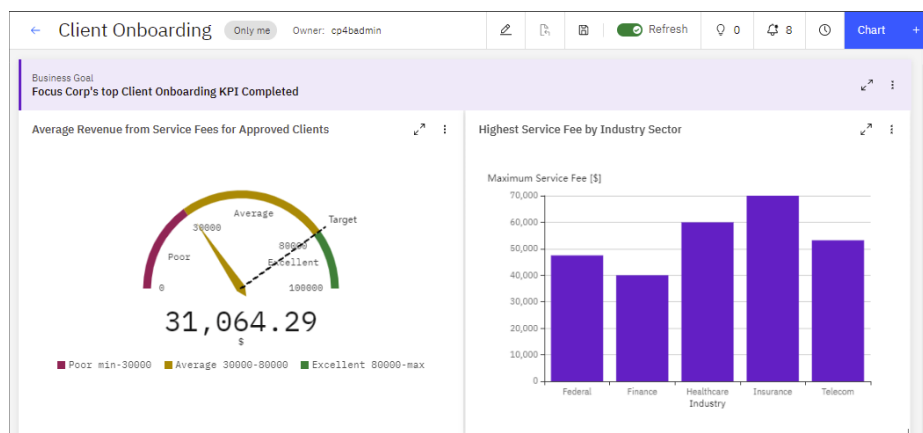 ← Client Onboarding Only me Owner: cp4badmin Refresh 0 8 Chart +
Business Goal
Focus Corp's top Client Onboarding KPI Completed
Average Revenue from Service Fees for Approved Clients
Average
Target
30000
80000
Poor
Excellent
0
100000
31,064.29
$
Poor min-30000 Average 30000-80000 Excellent 80000-max
Highest Service Fee by Industry Sector
Maximum Service Fee [$]
70,000
60,000
50,000
40,000
30,000
20,000
10,000
0
Federal Finance Healthcare Insurance Telecom
Industry